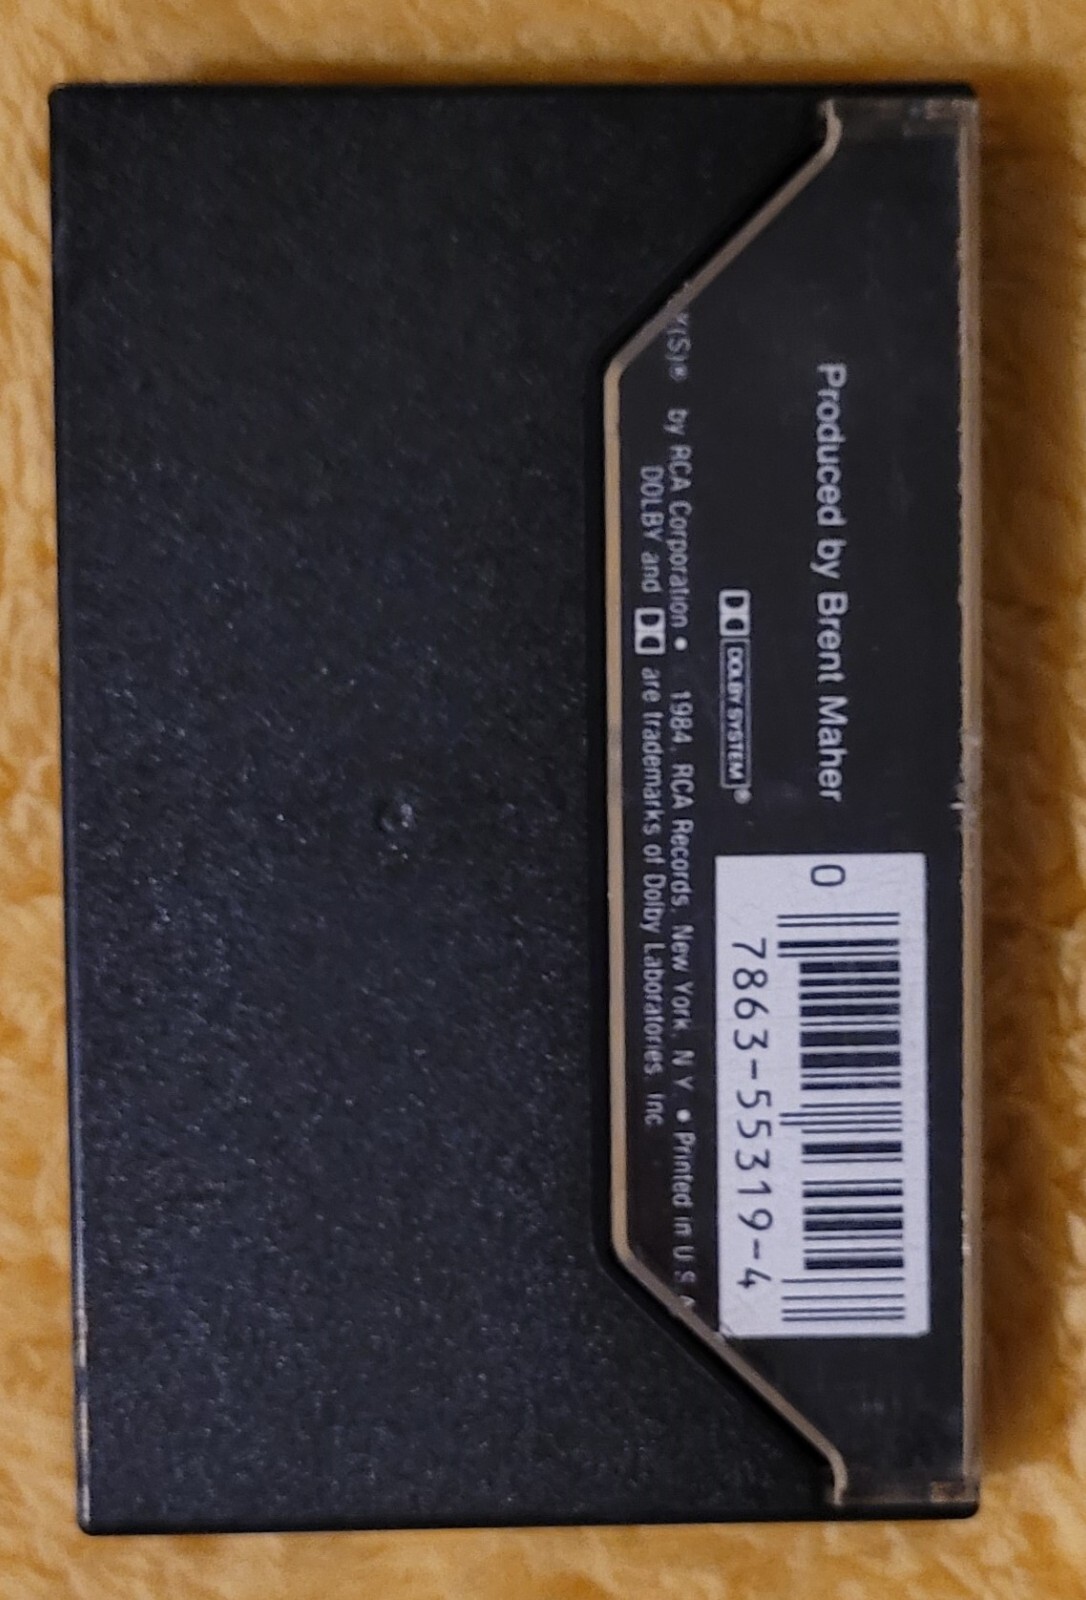 Produced by Brent Maher
DOLBY SYSTEM®
0
7863-55319-4
(S)® by RCA Corporation • 1984, RCA Records, New York, N.Y. • Printed in U.S.A
DOLBY and are trademarks of Dolby Laboratories, Inc